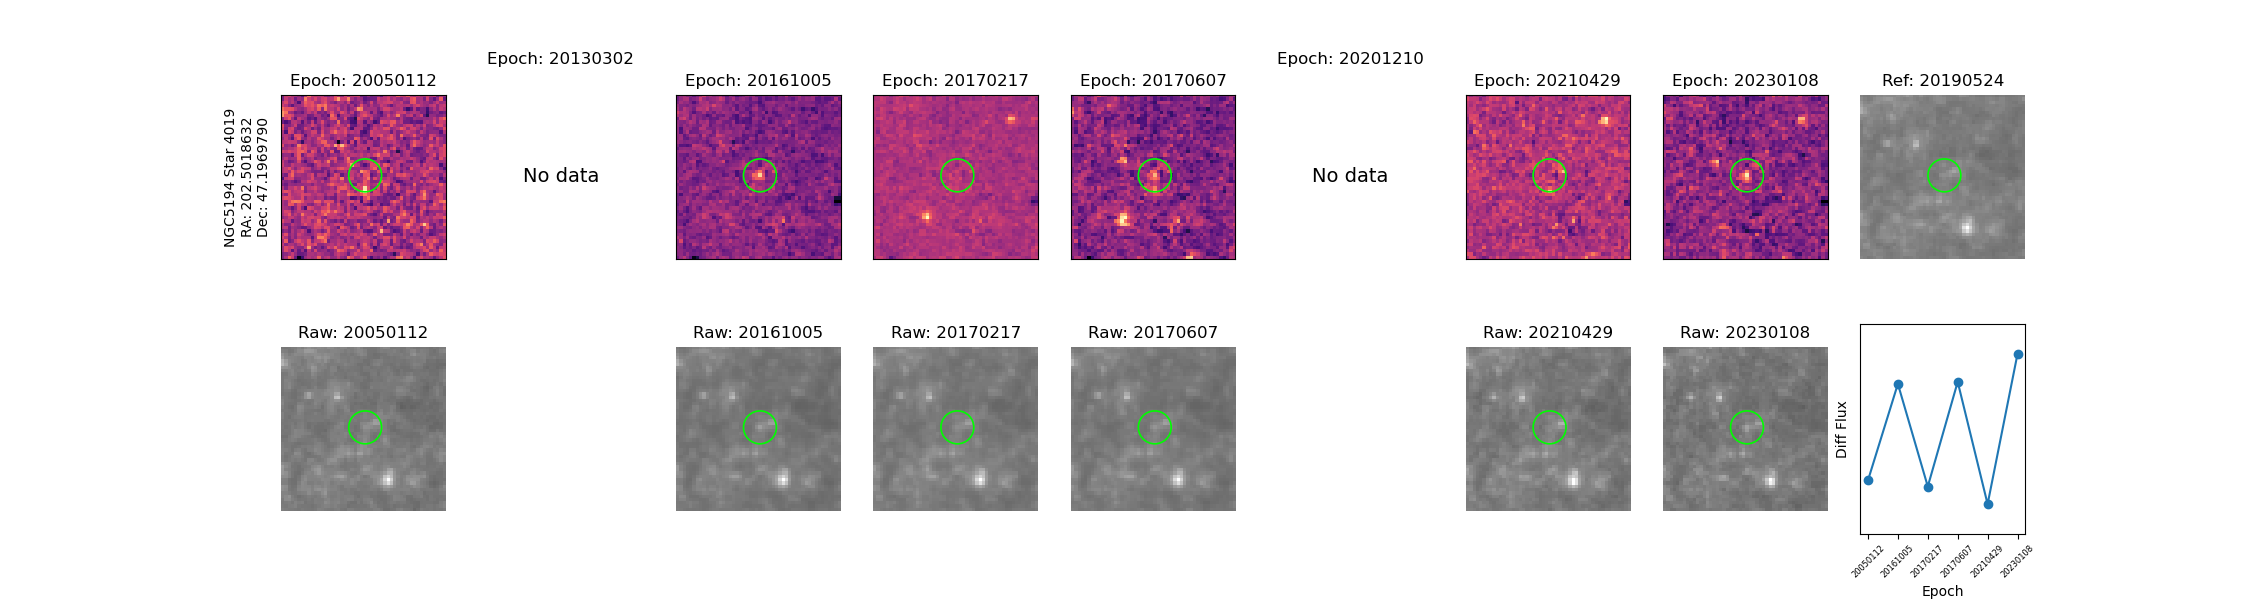 NGC5194 Star 4019
RA: 202.5018632
Dec: 47.1969790
Epoch: 20050112
Epoch: 20130302
No data
Epoch: 20161005
Epoch: 20170217
Epoch: 20170607
Epoch: 20201210
No data
Epoch: 20210429
Epoch: 20230108
Ref: 20190524
Raw: 20050112
Raw: 20161005
Raw: 20170217
Raw: 20170607
Raw: 20210429
Raw: 20230108
Diff Flux
20050112
20161005
20170217
20170607
20210429
20230108
Epoch